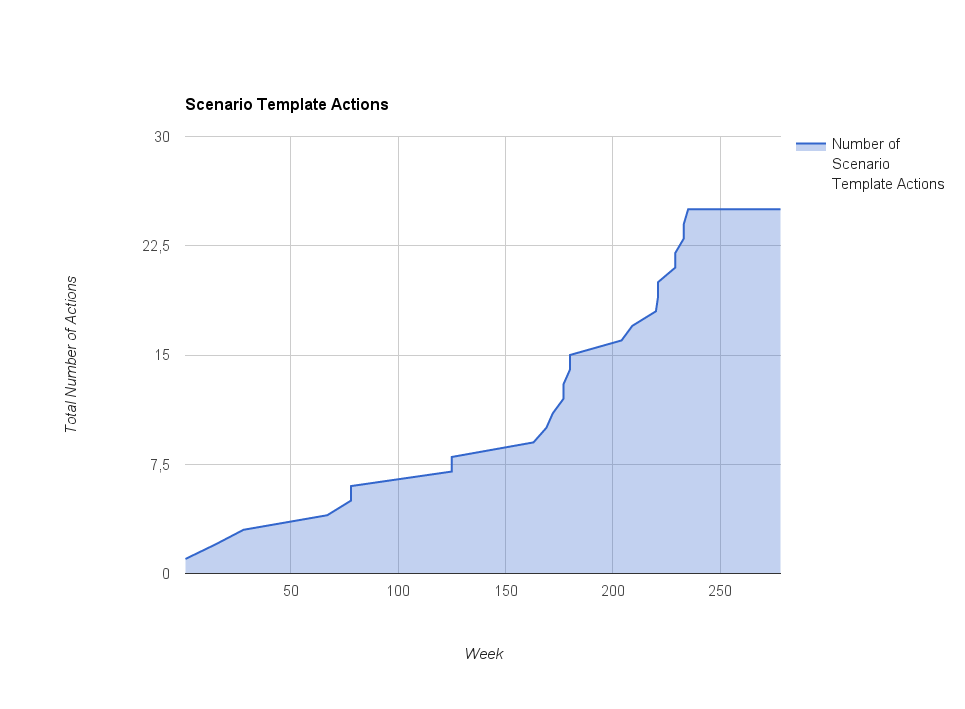 Scenario Template Actions
30
22,5
15
7,5
0
Total Number of Actions
50 100 150 200 250
Week
Number of
Scenario
Template Actions